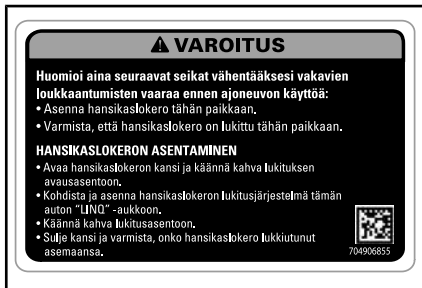 VAROITUS
Huomioi aina seuraavat seikat vähentääksesi vakavien
loukkaantumisten vaaraa ennen ajoneuvon käyttöä:
• Asenna hansikaslokero tähän paikkaan.
• Varmista, että hansikaslokero on lukittu tähän paikkaan.
HANSIKASLOKERON ASENTAMINEN
• Avaa hansikaslokeron kansi ja käännä kahva lukituksen
avausasentoon.
• Kohdista ja asenna hansikaslokeron lukitusjärjestelmä tämän
auton "LINQ" -aukkoon.
• Käännä kahva lukitusasentoon.
• Sulje kansi ja varmista, onko hansikaslokero lukkiutunut
asemaansa.
704906855